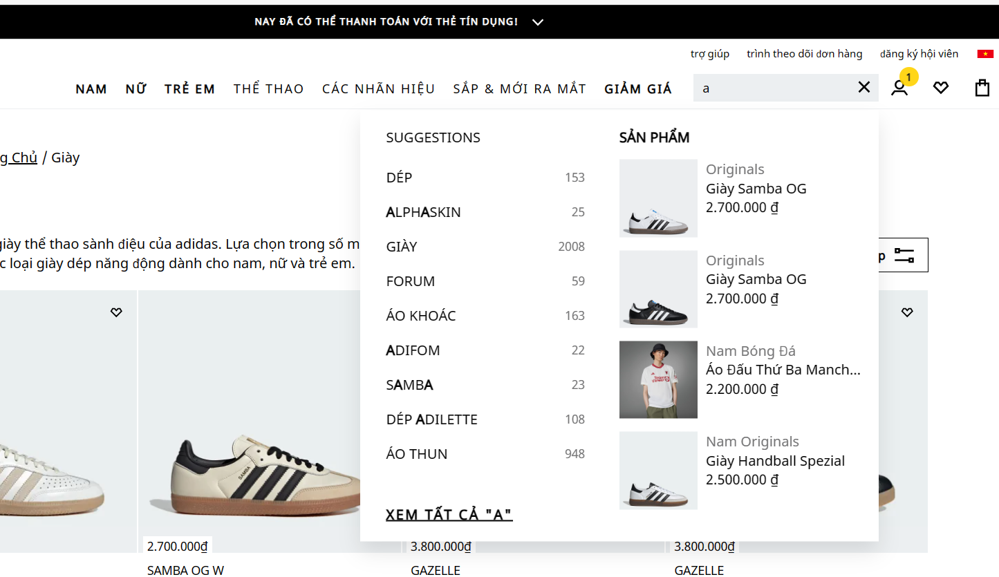 NAY ĐÃ CÓ THỂ THANH TOÁN VỚI THẺ TÍN DỤNG!
trợ giúp trình theo dõi đơn hàng đăng ký hội viên
NAM NỮ TRẺ EM THỂ THAO CÁC NHÃN HIỆU SẮP & MỚI RA MẮT GIẢM GIÁ
a
1
g Chủ / Giày
giày thể thao sành điệu của adidas. Lựa chọn trong số m
c loại giày dép năng động dành cho nam, nữ và trẻ em.
p
SUGGESTIONS
DÉP 153
ALPHASKIN 25
GIÀY 2008
FORUM 59
ÁO KHOÁC 163
ADIFOM 22
SAMBA 23
DÉP ADILETTE 108
ÁO THUN 948
XEM TẤT CẢ "A"
SẢN PHẨM
Originals
Giày Samba OG
2.700.000 ₫
Originals
Giày Samba OG
2.700.000 ₫
Nam Bóng Đá
Áo Đấu Thứ Ba Manch...
2.200.000 ₫
Nam Originals
Giày Handball Spezial
2.500.000 ₫
SAMBA
2.700.000₫
SAMBA OG W
3.800.000₫
GAZELLE
3.800.000₫
GAZELLE